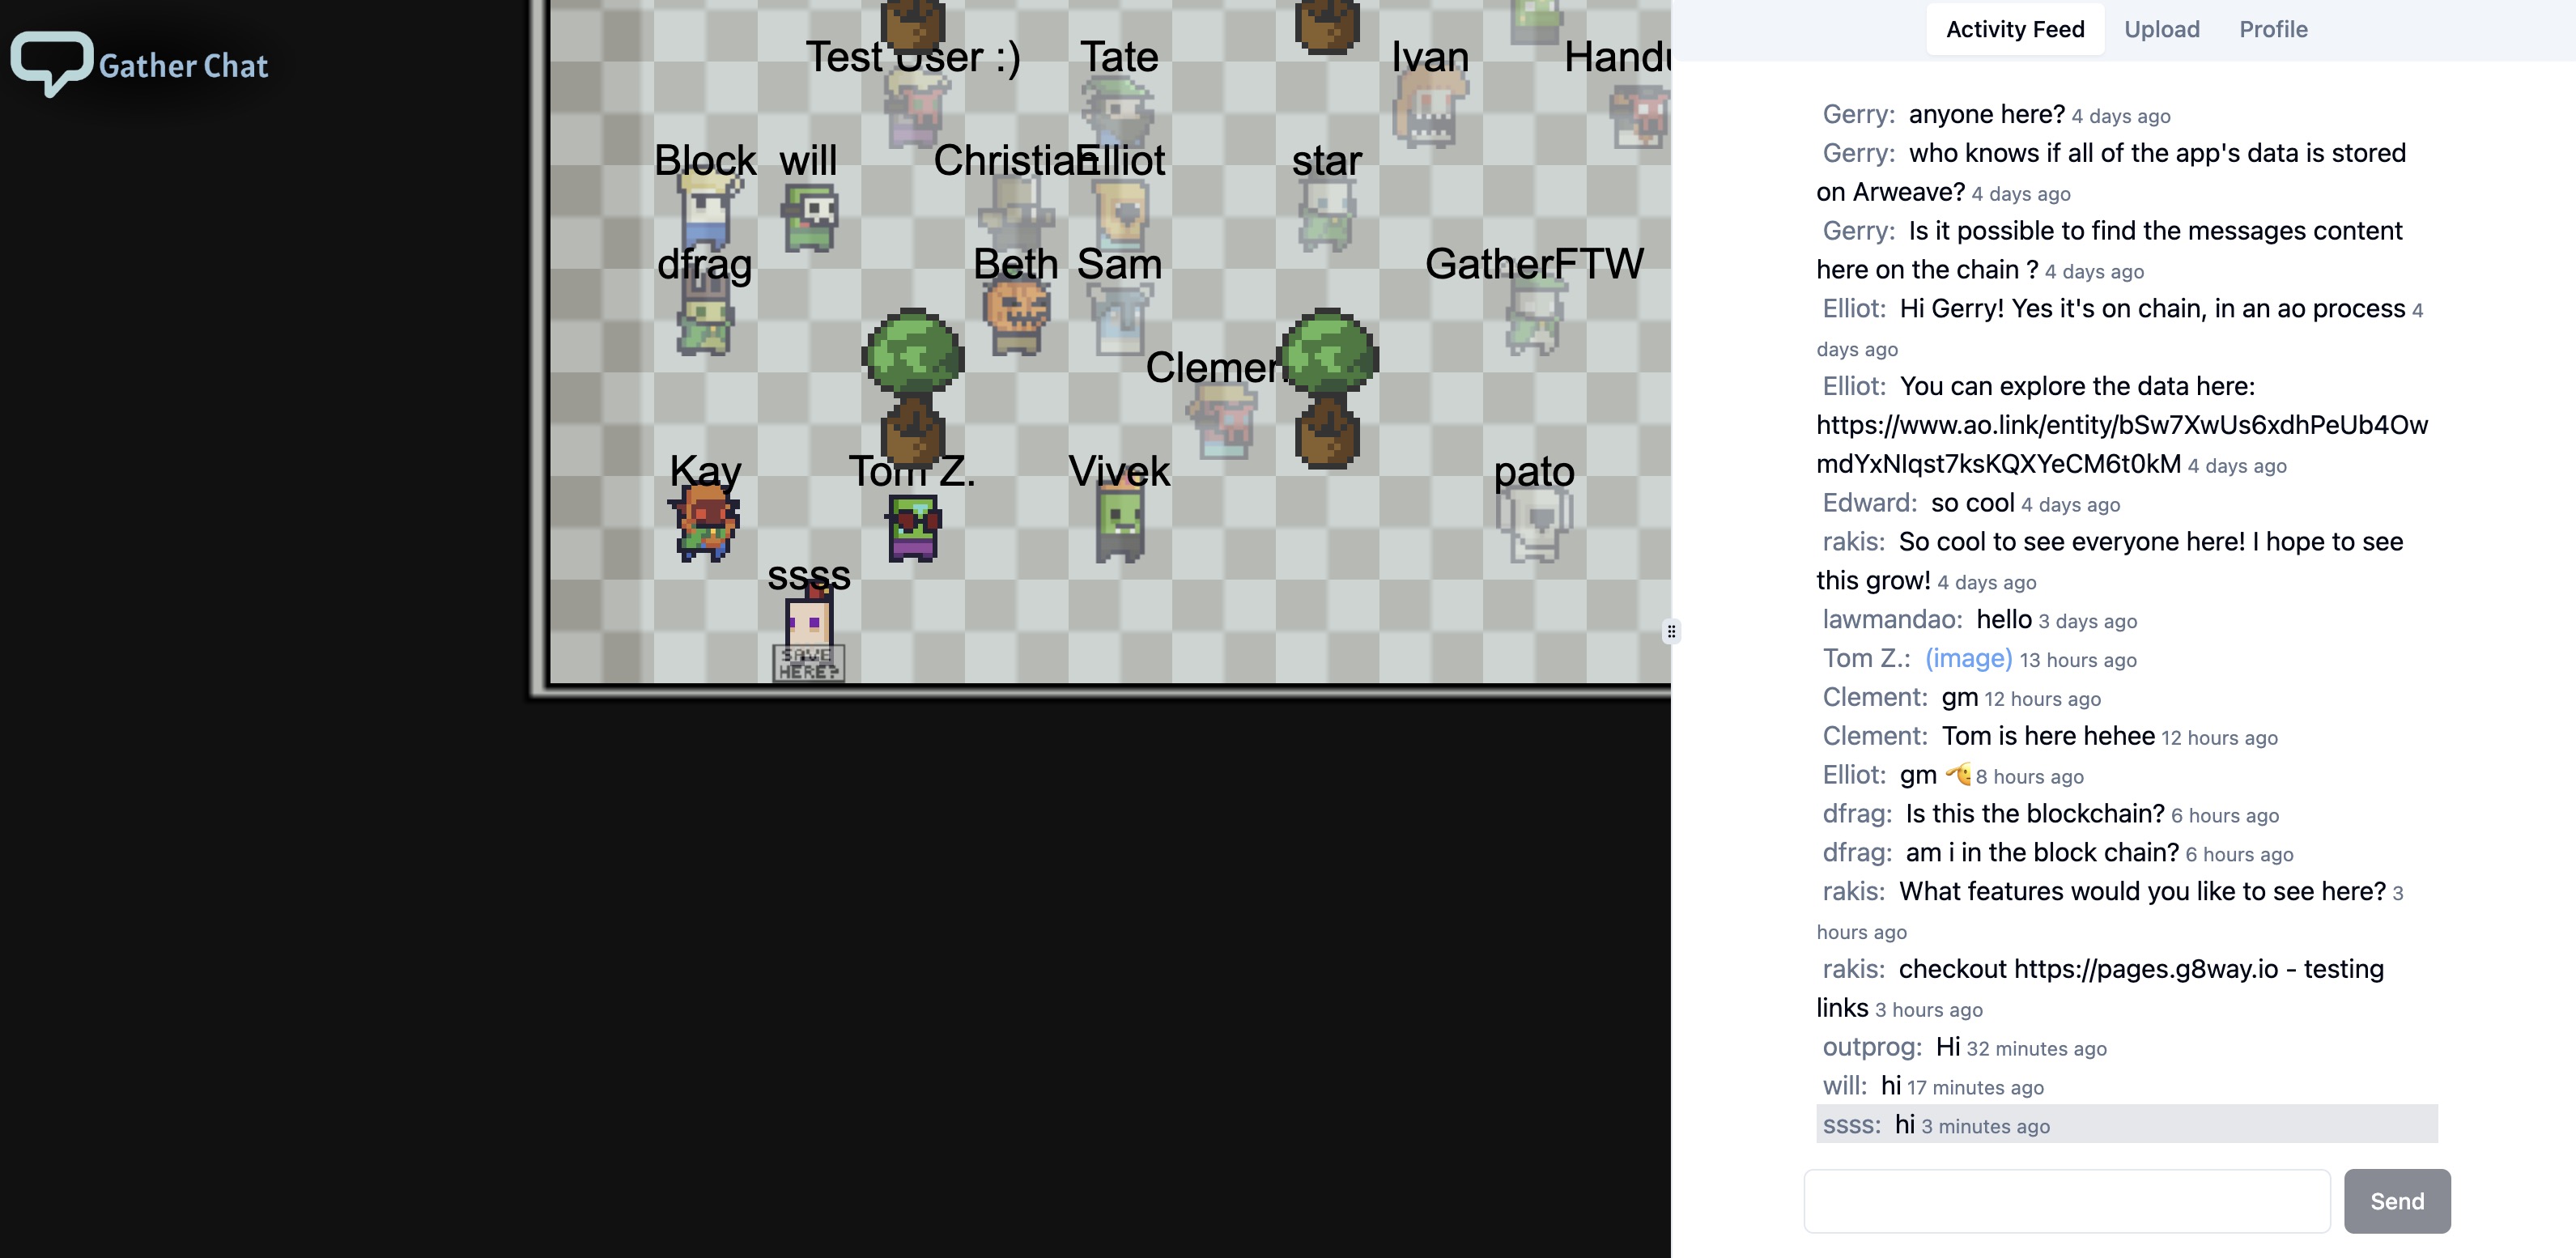 Gather Chat
Test User :)
Tate
Ivan
Block
will
Christian
Elliot
star
dfrag
Beth
Sam
GatherFTW
Kay
Tom Z.
Vivek
pato
ssss
SAVE
HERE?
Activity Feed
Upload
Profile
Gerry: anyone here? 4 days ago
Gerry: who knows if all of the app's data is stored
on Arweave? 4 days ago
Gerry: Is it possible to find the messages content
here on the chain ? 4 days ago
Elliot: Hi Gerry! Yes it's on chain, in an ao process 4
days ago
Elliot: You can explore the data here:
https://www.ao.link/entity/bSw7XwUs6xdhPeUb4Ow
mdYxNlqst7ksKQXYeCM6t0kM 4 days ago
Edward: so cool 4 days ago
rakis: So cool to see everyone here! I hope to see
this grow! 4 days ago
lawmandao: hello 3 days ago
Tom Z.: (image) 13 hours ago
Clement: gm 12 hours ago
Clement: Tom is here hehee 12 hours ago
Elliot: gm 🫡 8 hours ago
dfrag: Is this the blockchain? 6 hours ago
dfrag: am i in the block chain? 6 hours ago
rakis: What features would you like to see here? 3
hours ago
rakis: checkout https://pages.g8way.io - testing
links 3 hours ago
outprog: Hi 32 minutes ago
will: hi 17 minutes ago
ssss: hi 3 minutes ago
Send